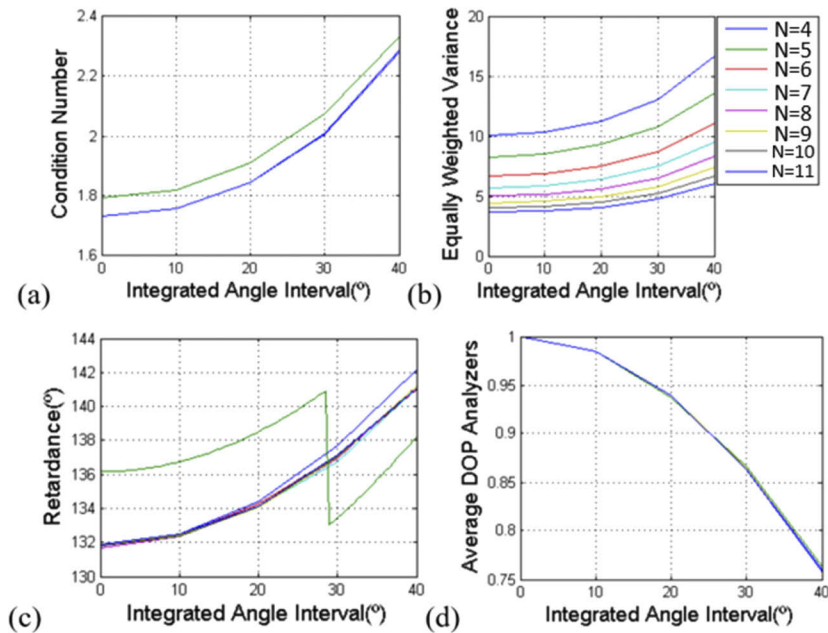 2.4
2.2
2
1.8
1.6
Condition Number
0 10 20 30 40
Integrated Angle Interval(º)
(a)
20
15
10
5
0
Equally Weighted Variance
0 10 20 30 40
Integrated Angle Interval(º)
(b)
N=4
N=5
N=6
N=7
N=8
N=9
N=10
N=11
144
142
140
138
136
134
132
130
Retardance(º)
0 10 20 30 40
Integrated Angle Interval(º)
(c)
1
0.95
0.9
0.85
0.8
0.75
Average DOP Analyzers
0 10 20 30 40
Integrated Angle Interval(º)
(d)